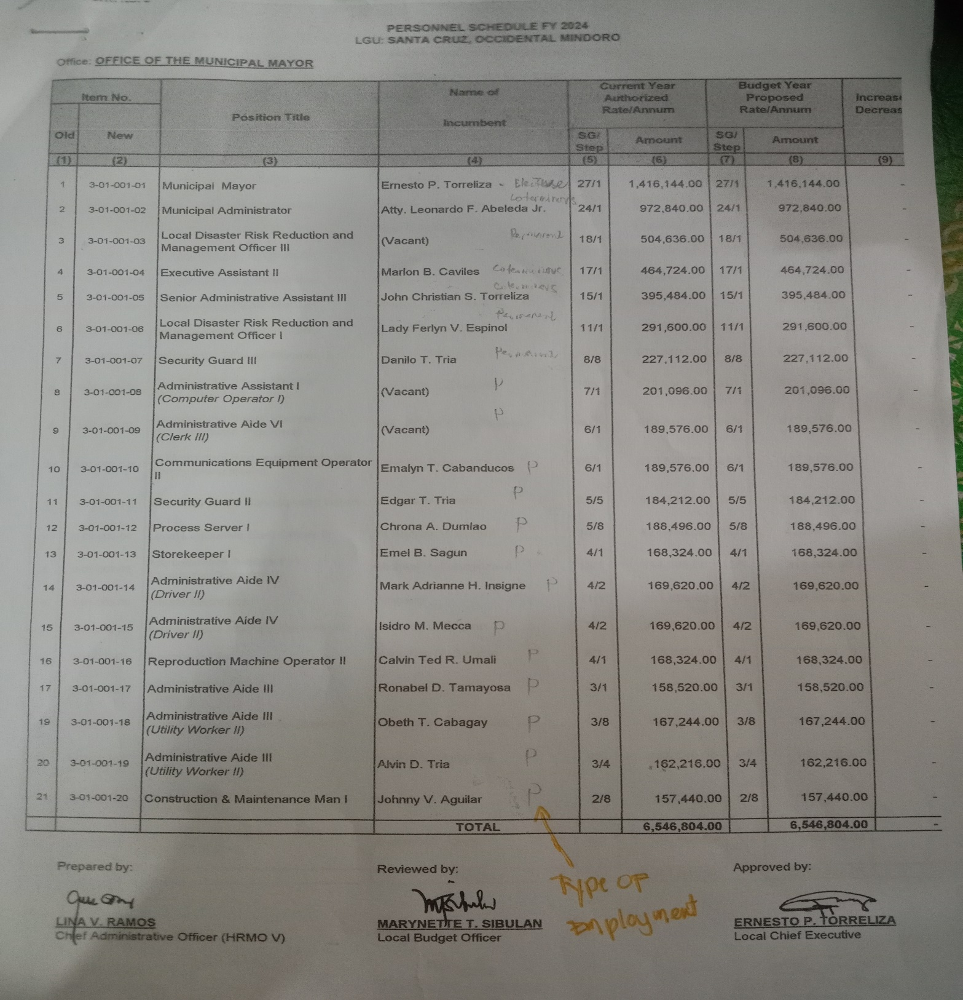 PERSONNEL SCHEDULE FY 2024
LGU: SANTA CRUZ, OCCIDENTAL MINDORO
Office: OFFICE OF THE MUNICIPAL MAYOR
Item No. Position Title Name of Incumbent Current Year Authorized Rate/Annum Budget Year Proposed Rate/Annum Increas Decreas
Old New SG/ Step Amount SG/ Step Amount
(1) (2) (3) (4) (5) (6) (7) (8) (9)
1 3-01-001-01 Municipal Mayor Ernesto P. Torreliza - 27/1 1,416,144.00 27/1 1,416,144.00 -
Coterminous
2 3-01-001-02 Municipal Administrator Atty. Leonardo F. Abeleda Jr. 24/1 972,840.00 24/1 972,840.00 -
3 3-01-001-03 Local Disaster Risk Reduction and Management Officer III (Vacant) Permanent 18/1 504,636.00 18/1 504,636.00 -
4 3-01-001-04 Executive Assistant II Marlon B. Caviles Coterminous 17/1 464,724.00 17/1 464,724.00 -
Coterminous
5 3-01-001-05 Senior Administrative Assistant III John Christian S. Torreliza 15/1 395,484.00 15/1 395,484.00 -
Permanent
6 3-01-001-06 Local Disaster Risk Reduction and Management Officer I Lady Ferlyn V. Espinol 11/1 291,600.00 11/1 291,600.00 -
7 3-01-001-07 Security Guard III Danilo T. Tria Permanent 8/8 227,112.00 8/8 227,112.00 -
8 3-01-001-08 Administrative Assistant I (Computer Operator I) (Vacant) P 7/1 201,096.00 7/1 201,096.00 -
9 3-01-001-09 Administrative Aide VI (Clerk III) (Vacant) P 6/1 189,576.00 6/1 189,576.00 -
10 3-01-001-10 Communications Equipment Operator II Emalyn T. Cabanducos P 6/1 189,576.00 6/1 189,576.00 -
11 3-01-001-11 Security Guard II Edgar T. Tria P 5/5 184,212.00 5/5 184,212.00 -
12 3-01-001-12 Process Server I Chrona A. Dumlao P 5/8 188,496.00 5/8 188,496.00 -
13 3-01-001-13 Storekeeper I Emel B. Sagun P 4/1 168,324.00 4/1 168,324.00 -
14 3-01-001-14 Administrative Aide IV (Driver II) Mark Adrianne H. Insigne P 4/2 169,620.00 4/2 169,620.00 -
15 3-01-001-15 Administrative Aide IV (Driver II) Isidro M. Mecca P 4/2 169,620.00 4/2 169,620.00 -
16 3-01-001-16 Reproduction Machine Operator II Calvin Ted R. Umali P 4/1 168,324.00 4/1 168,324.00 -
17 3-01-001-17 Administrative Aide III Ronabel D. Tamayosa P 3/1 158,520.00 3/1 158,520.00 -
19 3-01-001-18 Administrative Aide III (Utility Worker II) Obeth T. Cabagay P 3/8 167,244.00 3/8 167,244.00 -
20 3-01-001-19 Administrative Aide III (Utility Worker II) Alvin D. Tria P 3/4 162,216.00 3/4 162,216.00 -
21 3-01-001-20 Construction & Maintenance Man I Johnny V. Aguilar P 2/8 157,440.00 2/8 157,440.00 -
TOTAL 6,546,804.00 6,546,804.00 -
Prepared by: Reviewed by: Approved by:
Type of
Employment
LINA V. RAMOS MARYNETTE T. SIBULAN ERNESTO P. TORRELIZA
Chief Administrative Officer (HRMO V) Local Budget Officer Local Chief Executive